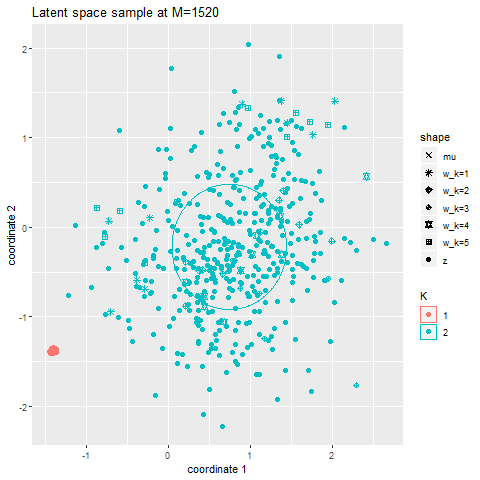 Latent space sample at M=1520
2
1
0
-1
-2
-1
0
1
2
coordinate 1
coordinate 2
shape
mu
w_k=1
w_k=2
w_k=3
w_k=4
w_k=5
z
K
1
2